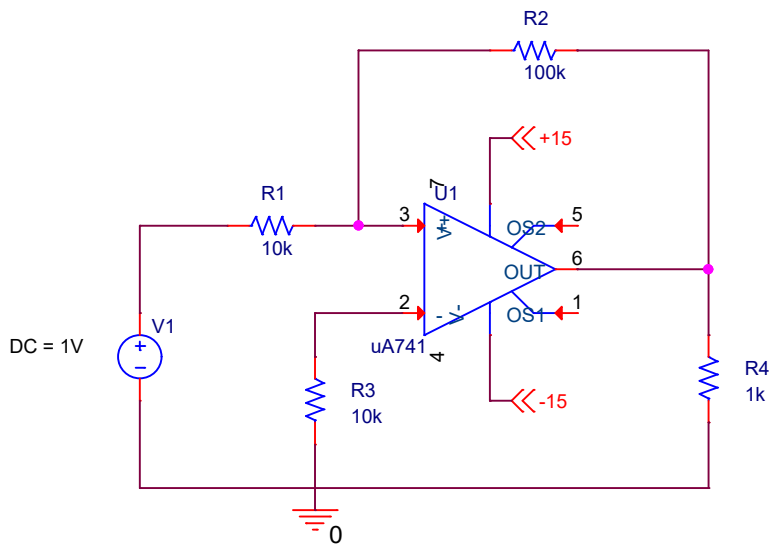 R2
100k
+15
7
U1
R1
10k
3
+
V+
OS2
5
OUT
6
2
-
V-
OS1
1
uA741
4
V1
DC = 1V
+
−
R3
10k
-15
R4
1k
0